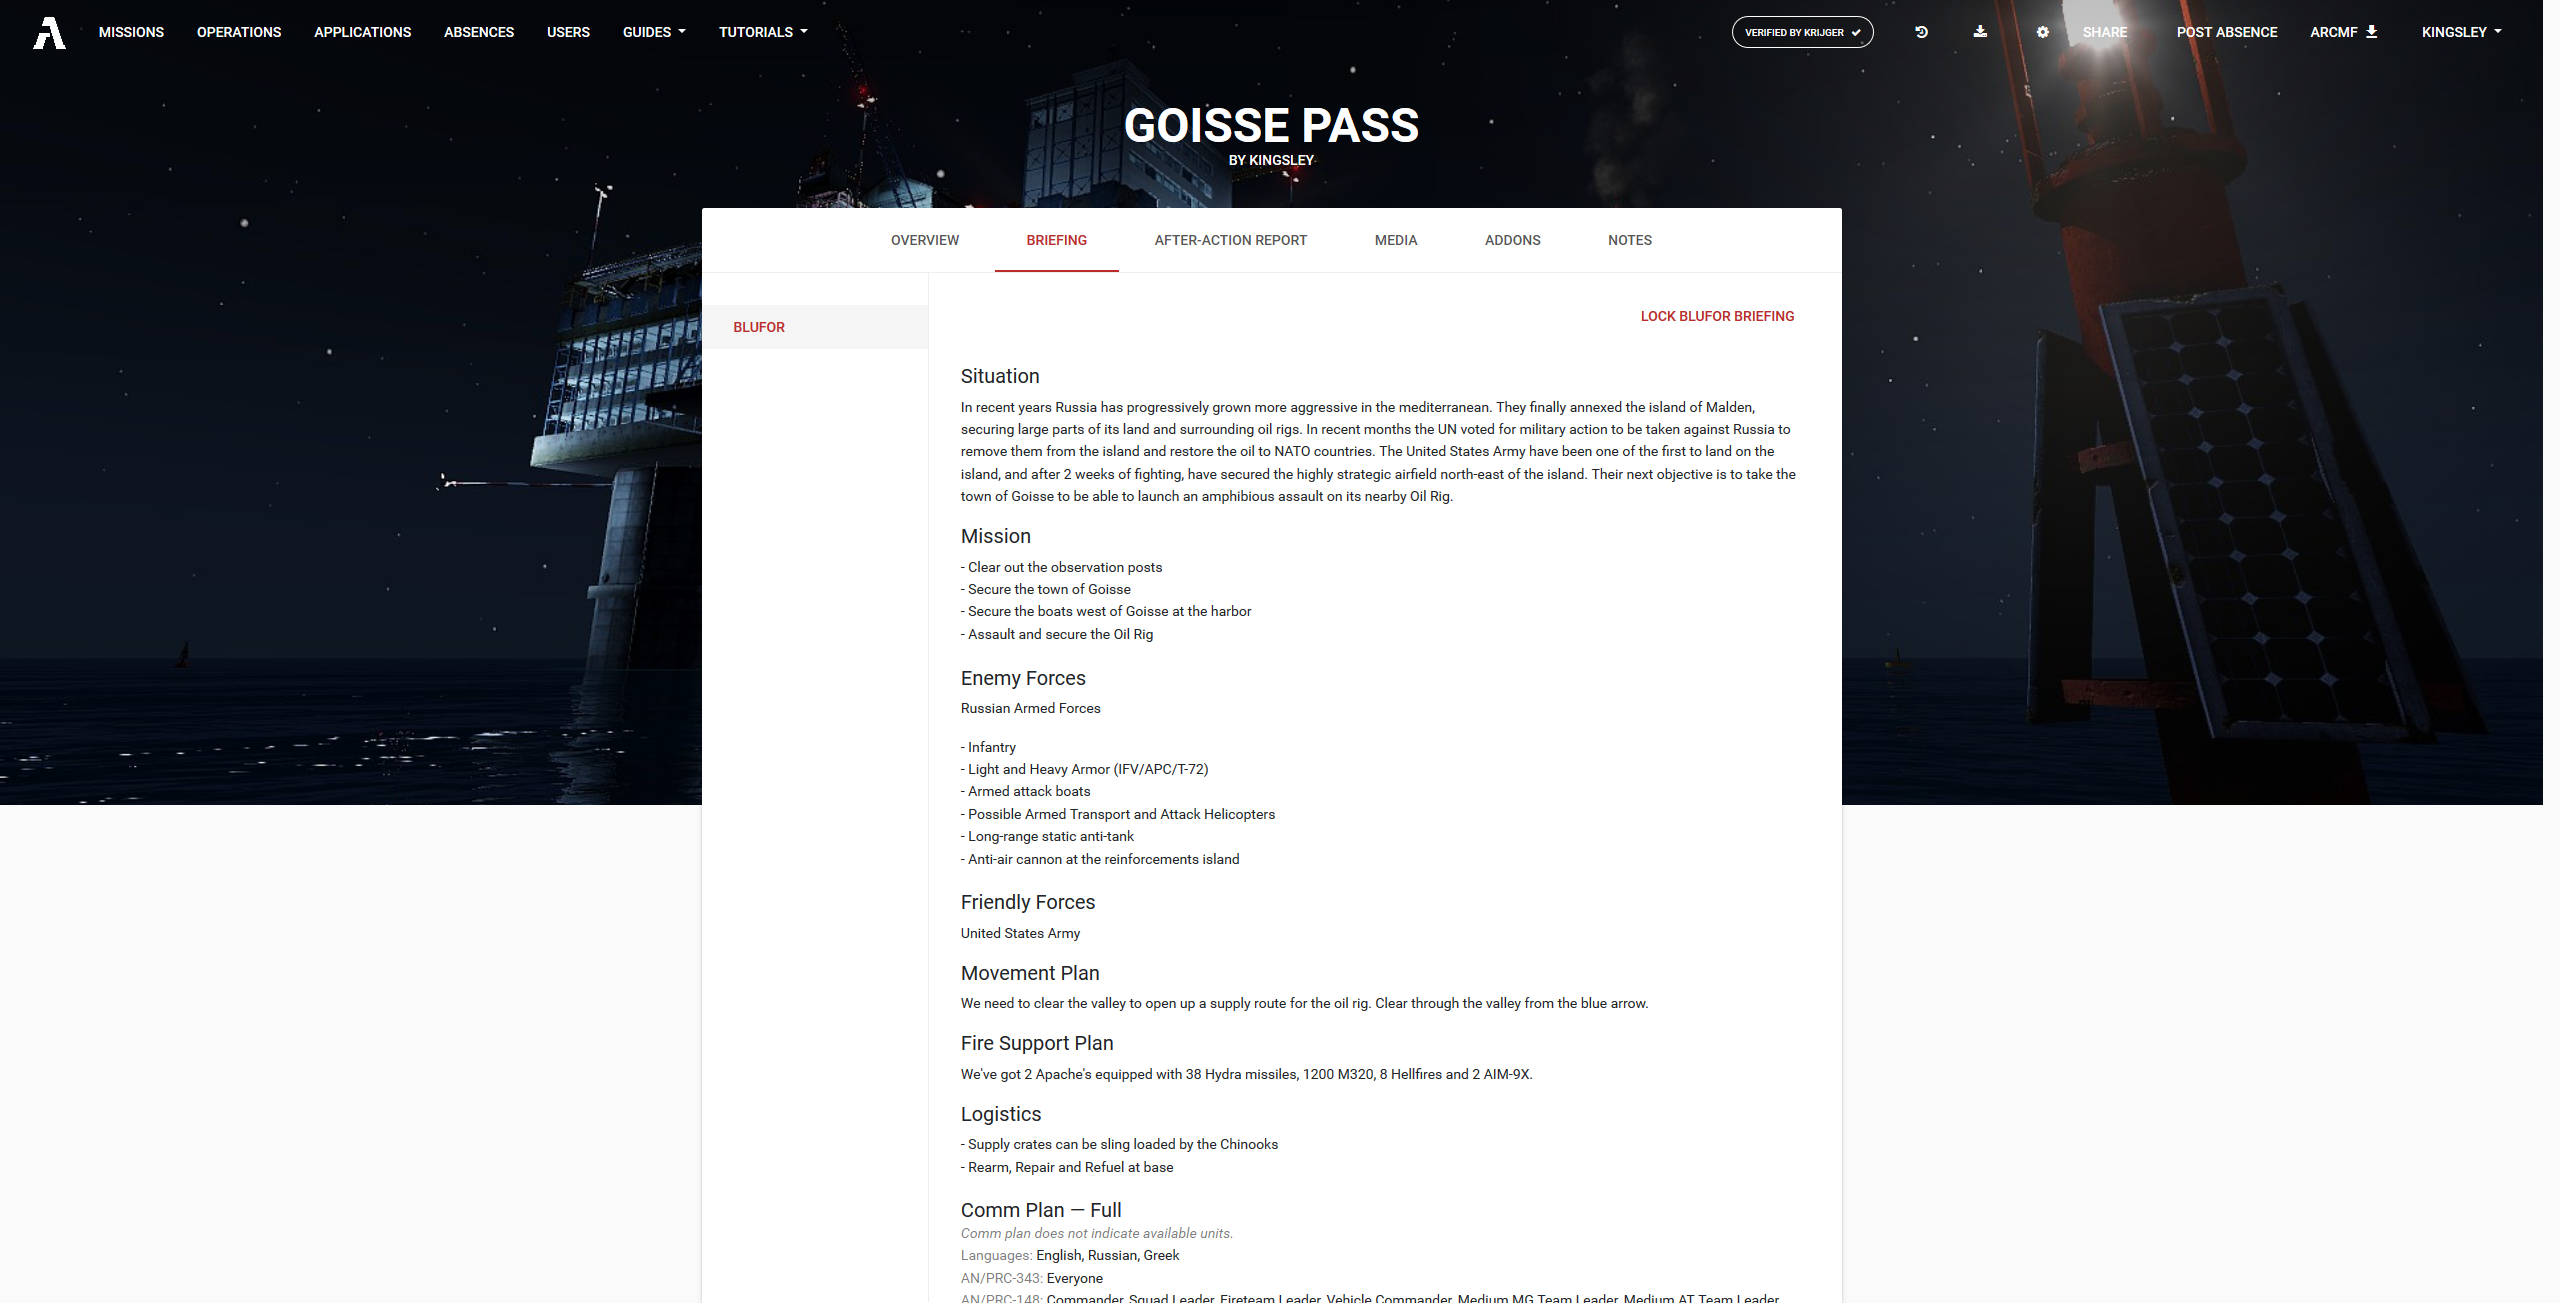 MISSIONS OPERATIONS APPLICATIONS ABSENCES USERS GUIDES TUTORIALS VERIFIED BY KRIJGER SHARE POST ABSENCE ARCMF KINGSLEY
GOISSE PASS
BY KINGSLEY
OVERVIEW BRIEFING AFTER-ACTION REPORT MEDIA ADDONS NOTES
BLUFOR
LOCK BLUFOR BRIEFING
Situation
In recent years Russia has progressively grown more aggressive in the mediterranean. They finally annexed the island of Malden,
securing large parts of its land and surrounding oil rigs. In recent months the UN voted for military action to be taken against Russia to
remove them from the island and restore the oil to NATO countries. The United States Army have been one of the first to land on the
island, and after 2 weeks of fighting, have secured the highly strategic airfield north-east of the island. Their next objective is to take the
town of Goisse to be able to launch an amphibious assault on its nearby Oil Rig.
Mission
- Clear out the observation posts
- Secure the town of Goisse
- Secure the boats west of Goisse at the harbor
- Assault and secure the Oil Rig
Enemy Forces
Russian Armed Forces
- Infantry
- Light and Heavy Armor (IFV/APC/T-72)
- Armed attack boats
- Possible Armed Transport and Attack Helicopters
- Long-range static anti-tank
- Anti-air cannon at the reinforcements island
Friendly Forces
United States Army
Movement Plan
We need to clear the valley to open up a supply route for the oil rig. Clear through the valley from the blue arrow.
Fire Support Plan
We've got 2 Apache's equipped with 38 Hydra missiles, 1200 M320, 8 Hellfires and 2 AIM-9X.
Logistics
- Supply crates can be sling loaded by the Chinooks
- Rearm, Repair and Refuel at base
Comm Plan — Full
Comm plan does not indicate available units.
Languages: English, Russian, Greek
AN/PRC-343: Everyone
AN/PRC-148: Commander, Squad Leader, Fireteam Leader, Vehicle Commander, Medium MG Team Leader, Medium AT Team Leader